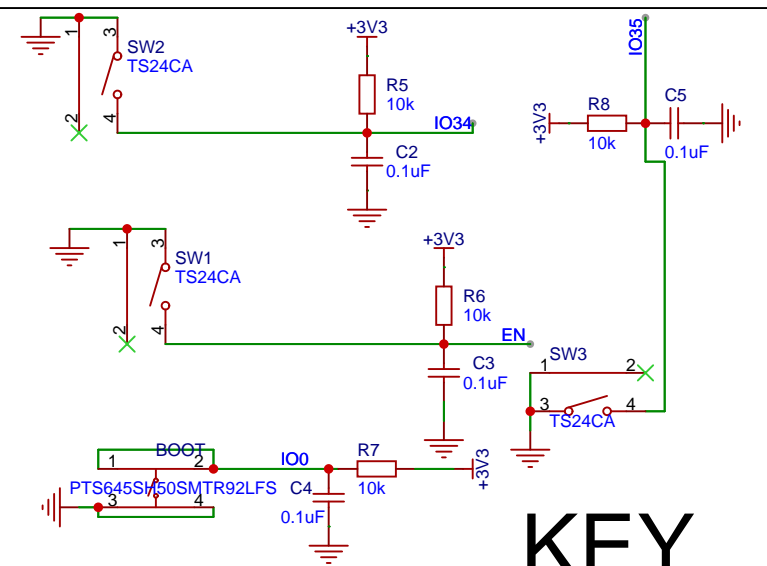 1
3
SW2
TS24CA
2
4
+3V3
R5
10k
IO34
C2
0.1uF
IO35
+3V3
R8
10k
C5
0.1uF
1
3
SW1
TS24CA
2
4
+3V3
R6
10k
EN
C3
0.1uF
SW3
1
2
3
4
TS24CA
BOOT
1
2
PTS645SH50SMTR92LFS
3
4
IO0
R7
10k
+3V3
C4
0.1uF
KEY